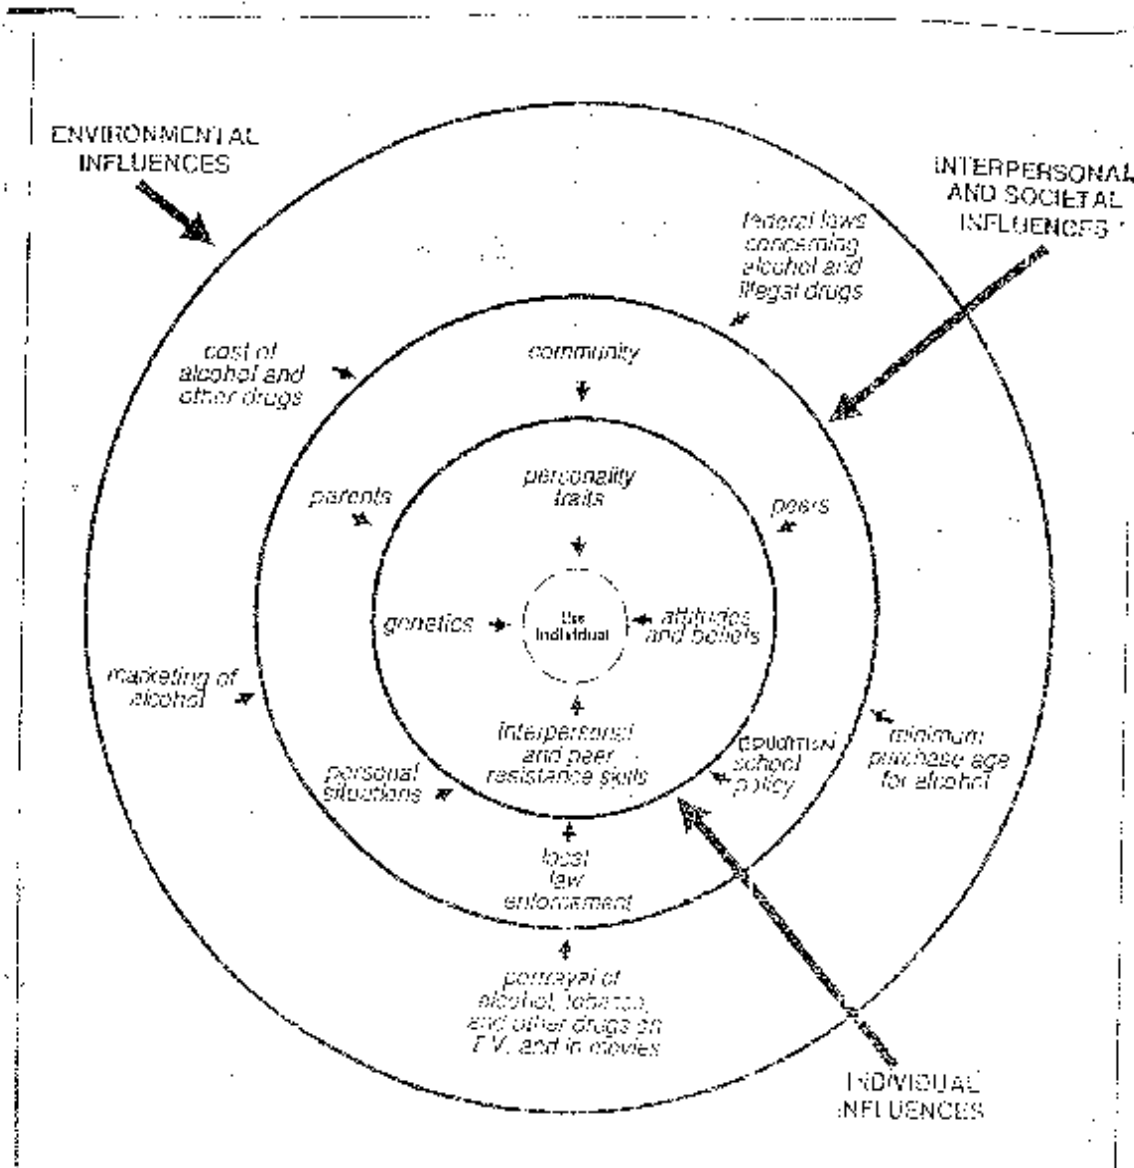 ENVIRONMENTAL
INFLUENCES
INTERPERSONAL
AND SOCIETAL
INFLUENCES
federal laws
concerning
alcohol and
illegal drugs
cost of
alcohol and
other drugs
community
parents
personality
traits
peers
genetics
Individual
attitudes
and beliefs
marketing of
alcohol
interpersonal
and peer
resistance skills
school
policy
personal
situations
minimum
purchase age
for alcohol
local
law
enforcement
portrayal of
alcohol, tobacco,
and other drugs on
T.V. and in movies
INDIVIDUAL
INFLUENCES